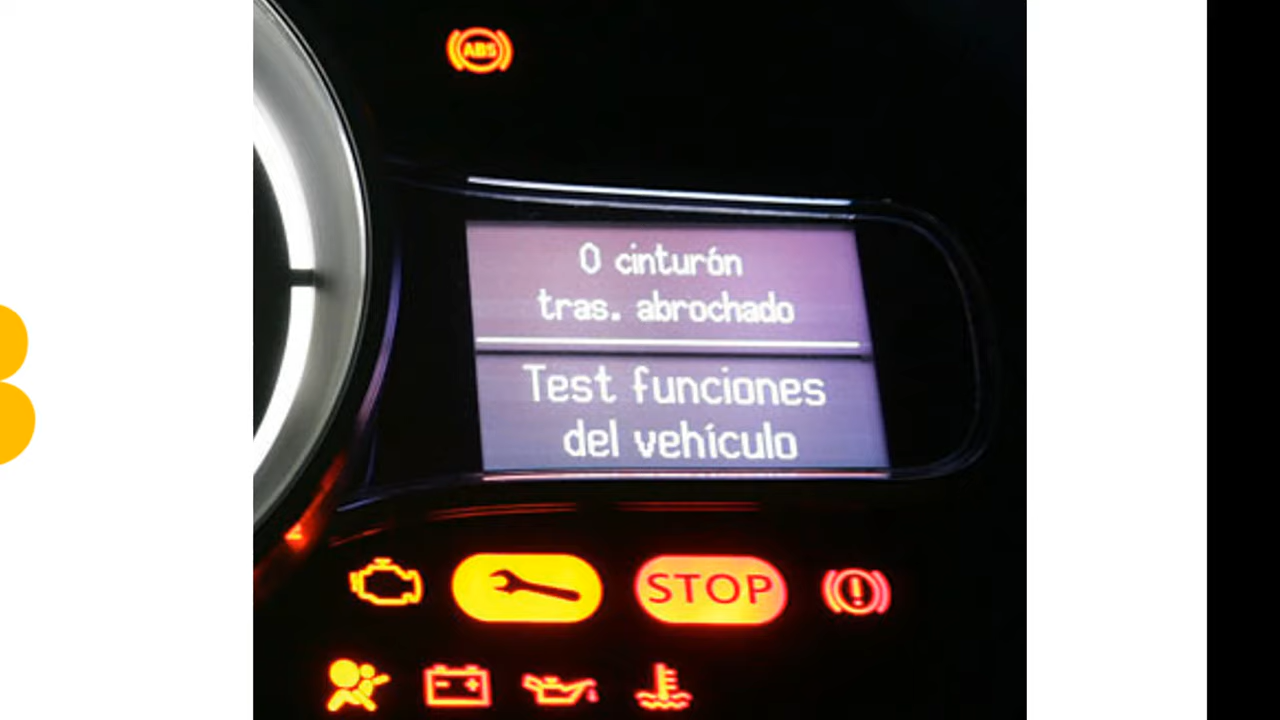 ABS
0 cinturón
tras. abrochado
Test funciones
del vehículo
STOP